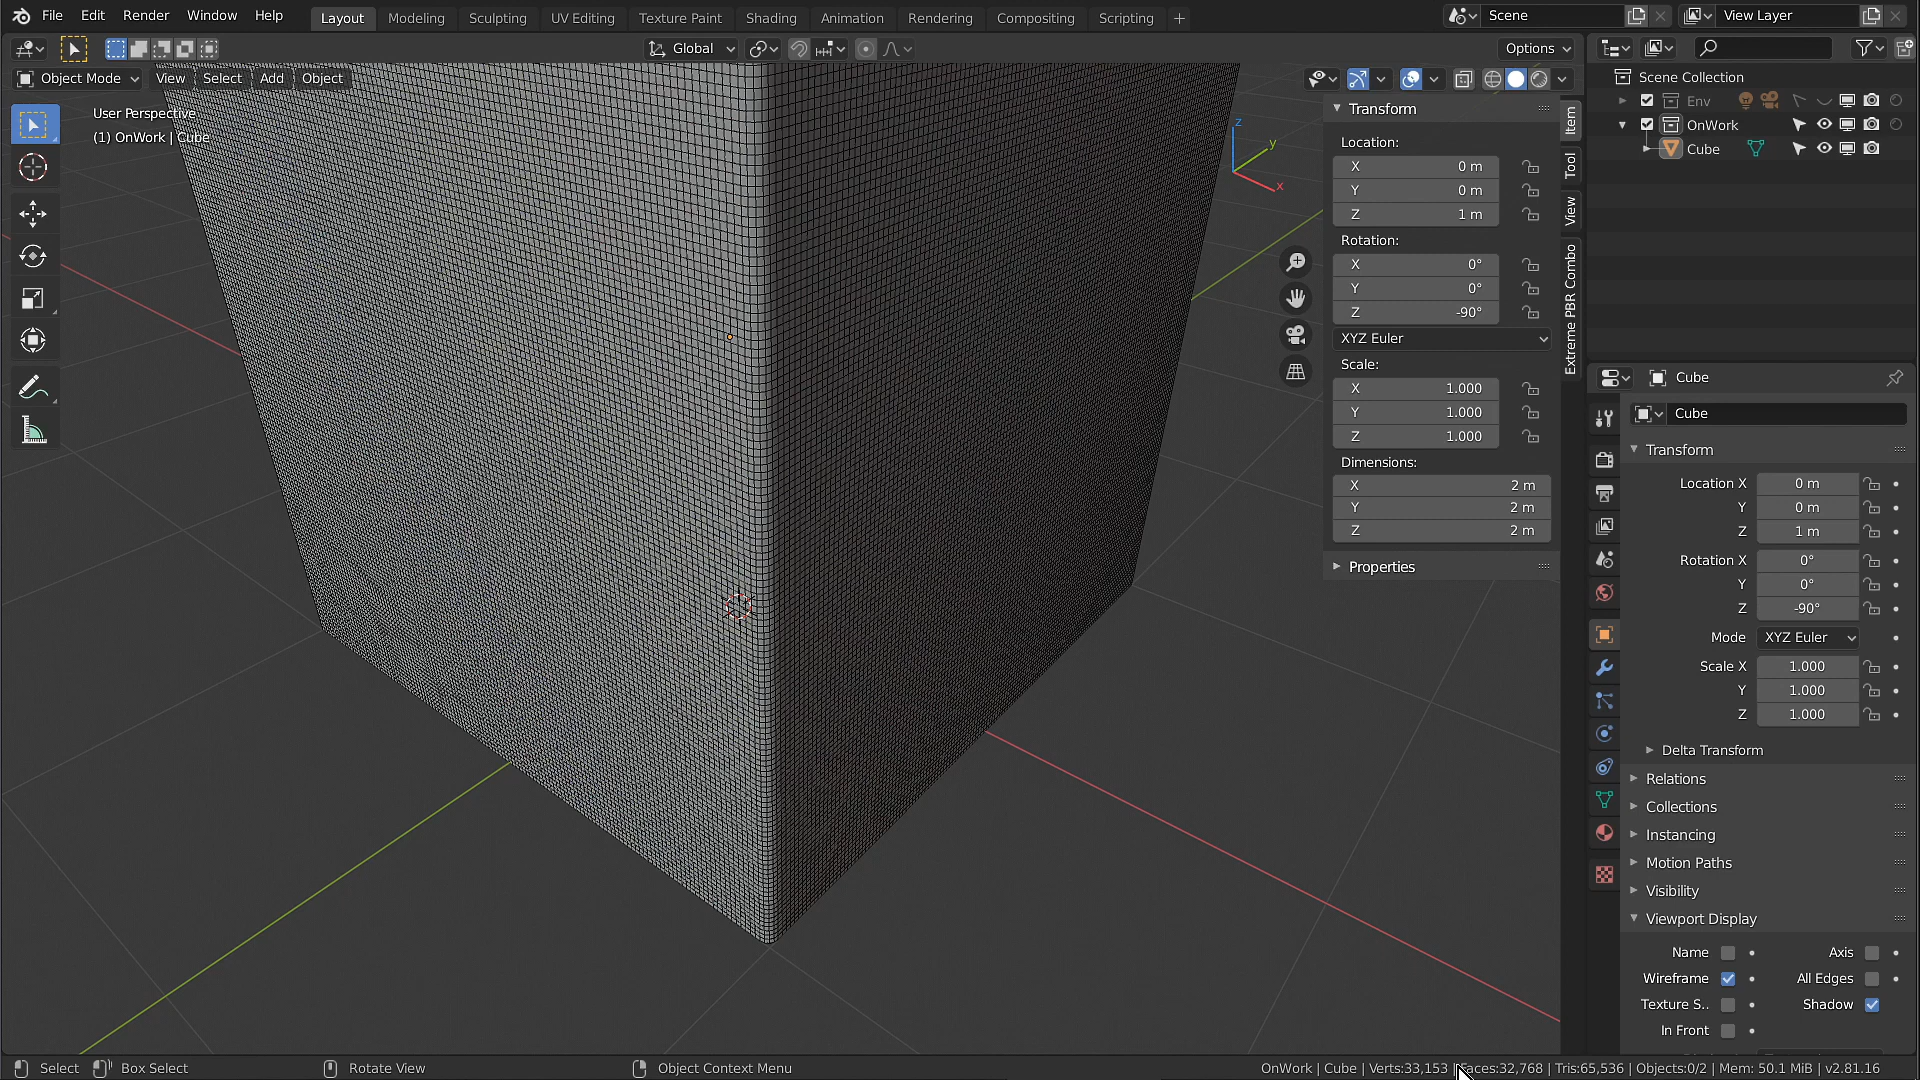 File Edit Render Window Help Layout Modeling Sculpting UV Editing Texture Paint Shading Animation Rendering Compositing Scripting + Scene View Layer
Global Options
Object Mode View Select Add Object
User Perspective
(1) OnWork | Cube
z
y
x
Transform
Location:
X 0 m
Y 0 m
Z 1 m
Rotation:
X 0°
Y 0°
Z -90°
XYZ Euler
Scale:
X 1.000
Y 1.000
Z 1.000
Dimensions:
X 2 m
Y 2 m
Z 2 m
Properties
Item
Tool
View
Extreme PBR Combo
Scene Collection
Env
OnWork
Cube
Cube
Cube
Transform
Location X 0 m
Y 0 m
Z 1 m
Rotation X 0°
Y 0°
Z -90°
Mode XYZ Euler
Scale X 1.000
Y 1.000
Z 1.000
Delta Transform
Relations
Collections
Instancing
Motion Paths
Visibility
Viewport Display
Name Axis
Wireframe All Edges
Texture S.. Shadow
In Front
Select Box Select Rotate View Object Context Menu OnWork | Cube | Verts:33,153 | Faces:32,768 | Tris:65,536 | Objects:0/2 | Mem: 50.1 MiB | v2.81.16